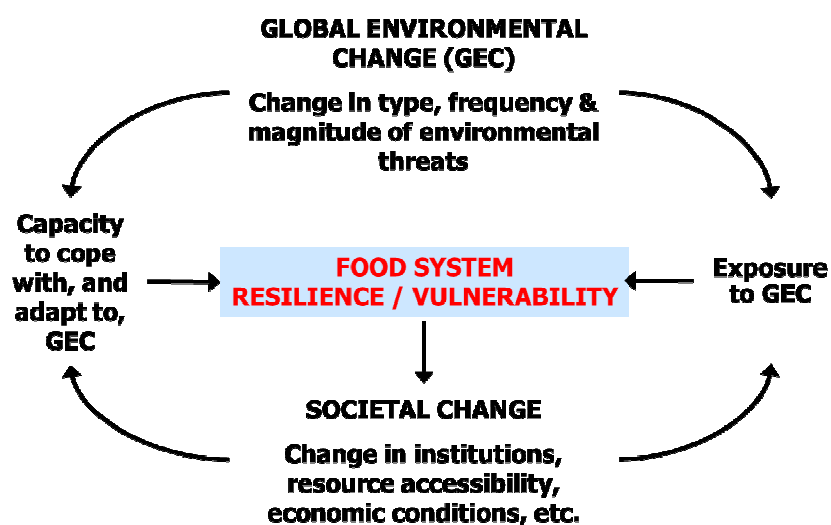 GLOBAL ENVIRONMENTAL
CHANGE (GEC)
Change in type, frequency &
magnitude of environmental
threats
Capacity
to cope
with, and
adapt to,
GEC
FOOD SYSTEM
RESILIENCE / VULNERABILITY
Exposure
to GEC
SOCIETAL CHANGE
Change in institutions,
resource accessibility,
economic conditions, etc.